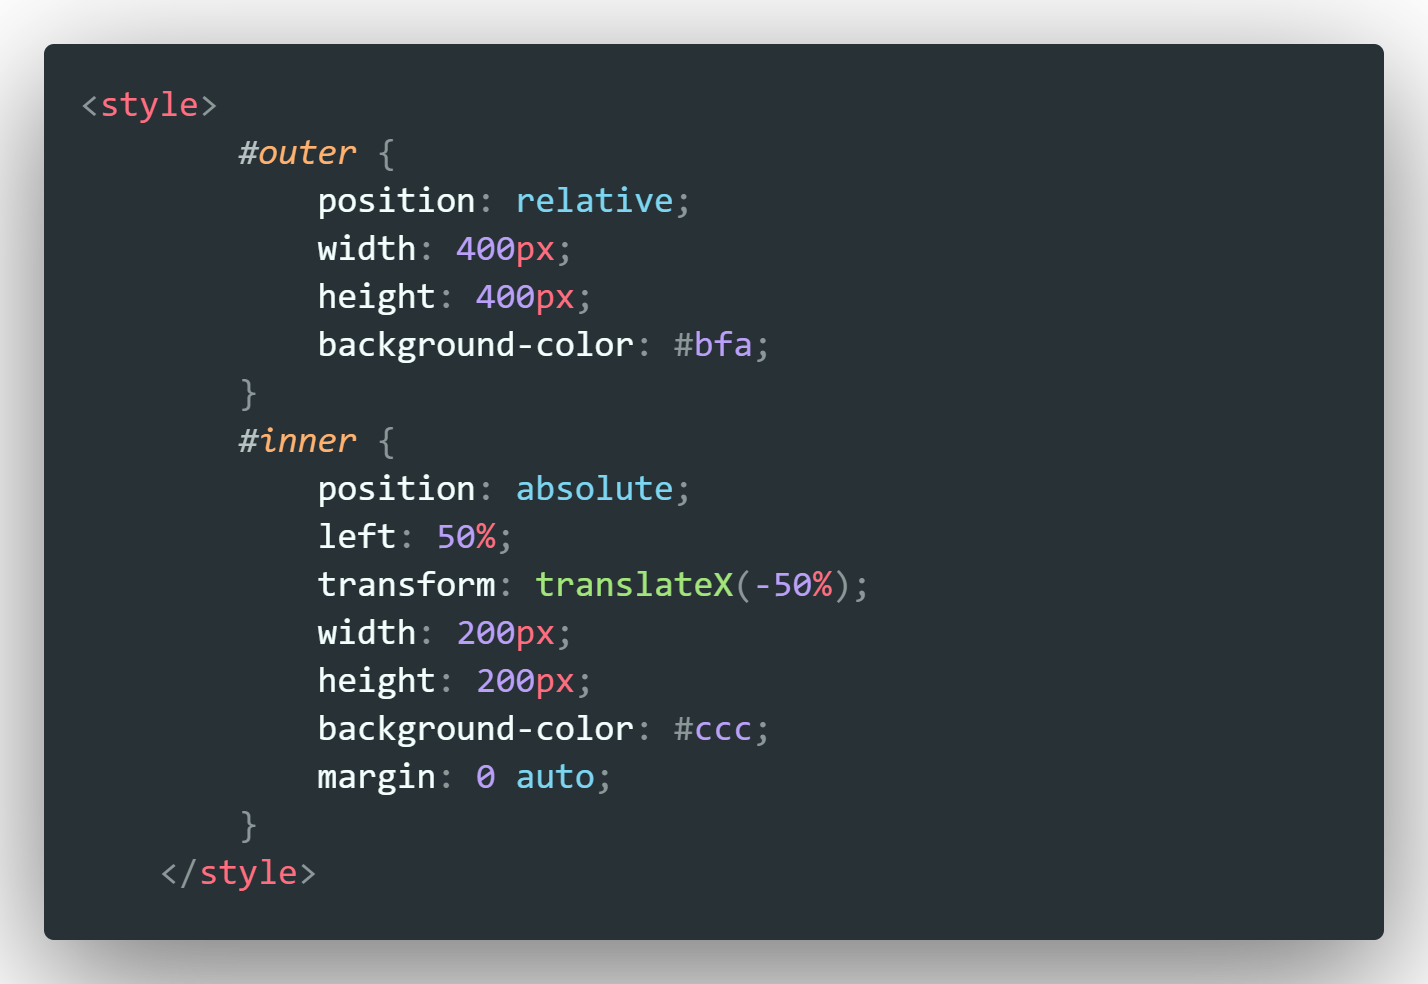 <style>
#outer {
position: relative;
width: 400px;
height: 400px;
background-color: #bfa;
}
#inner {
position: absolute;
left: 50%;
transform: translateX(-50%);
width: 200px;
height: 200px;
background-color: #ccc;
margin: 0 auto;
}
</style>